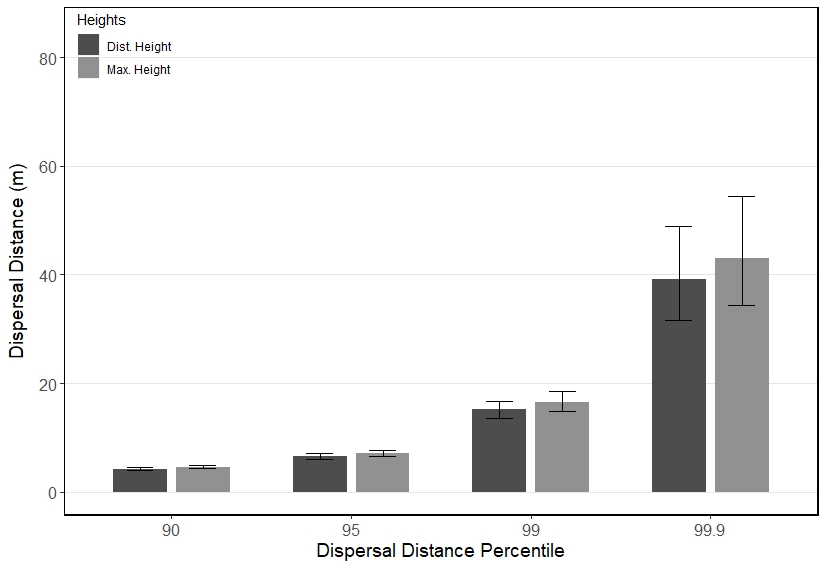 Heights
Dist. Height
Max. Height
80
60
40
20
0
Dispersal Distance (m)
90 95 99 99.9
Dispersal Distance Percentile